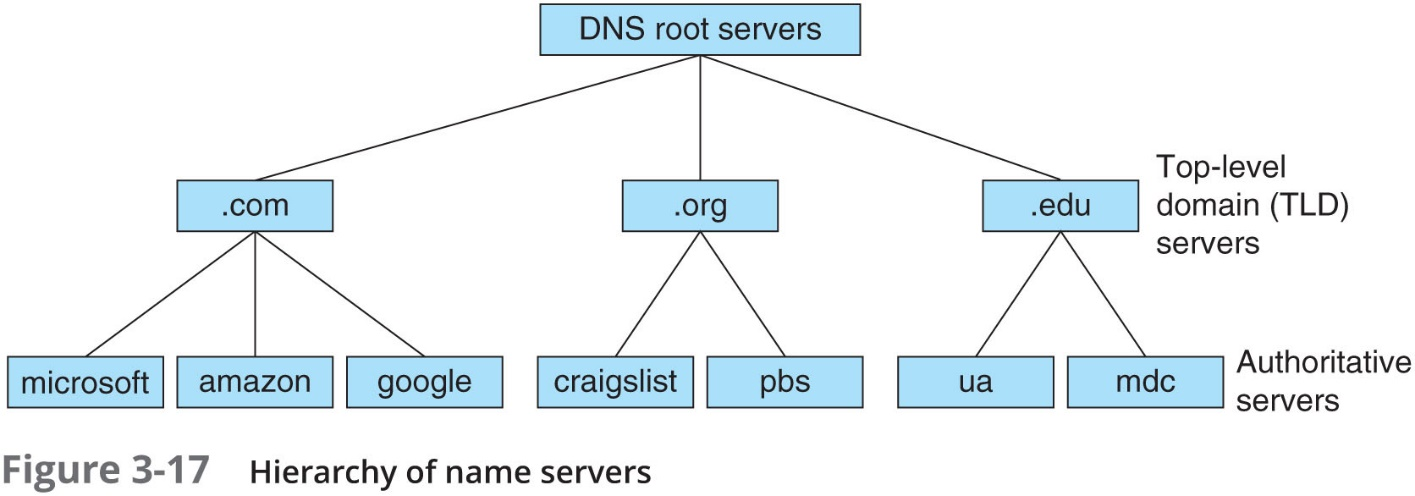 DNS root servers
.com
.org
.edu
Top-level
domain (TLD)
servers
microsoft
amazon
google
craigslist
pbs
ua
mdc
Authoritative
servers
Figure 3-17 Hierarchy of name servers